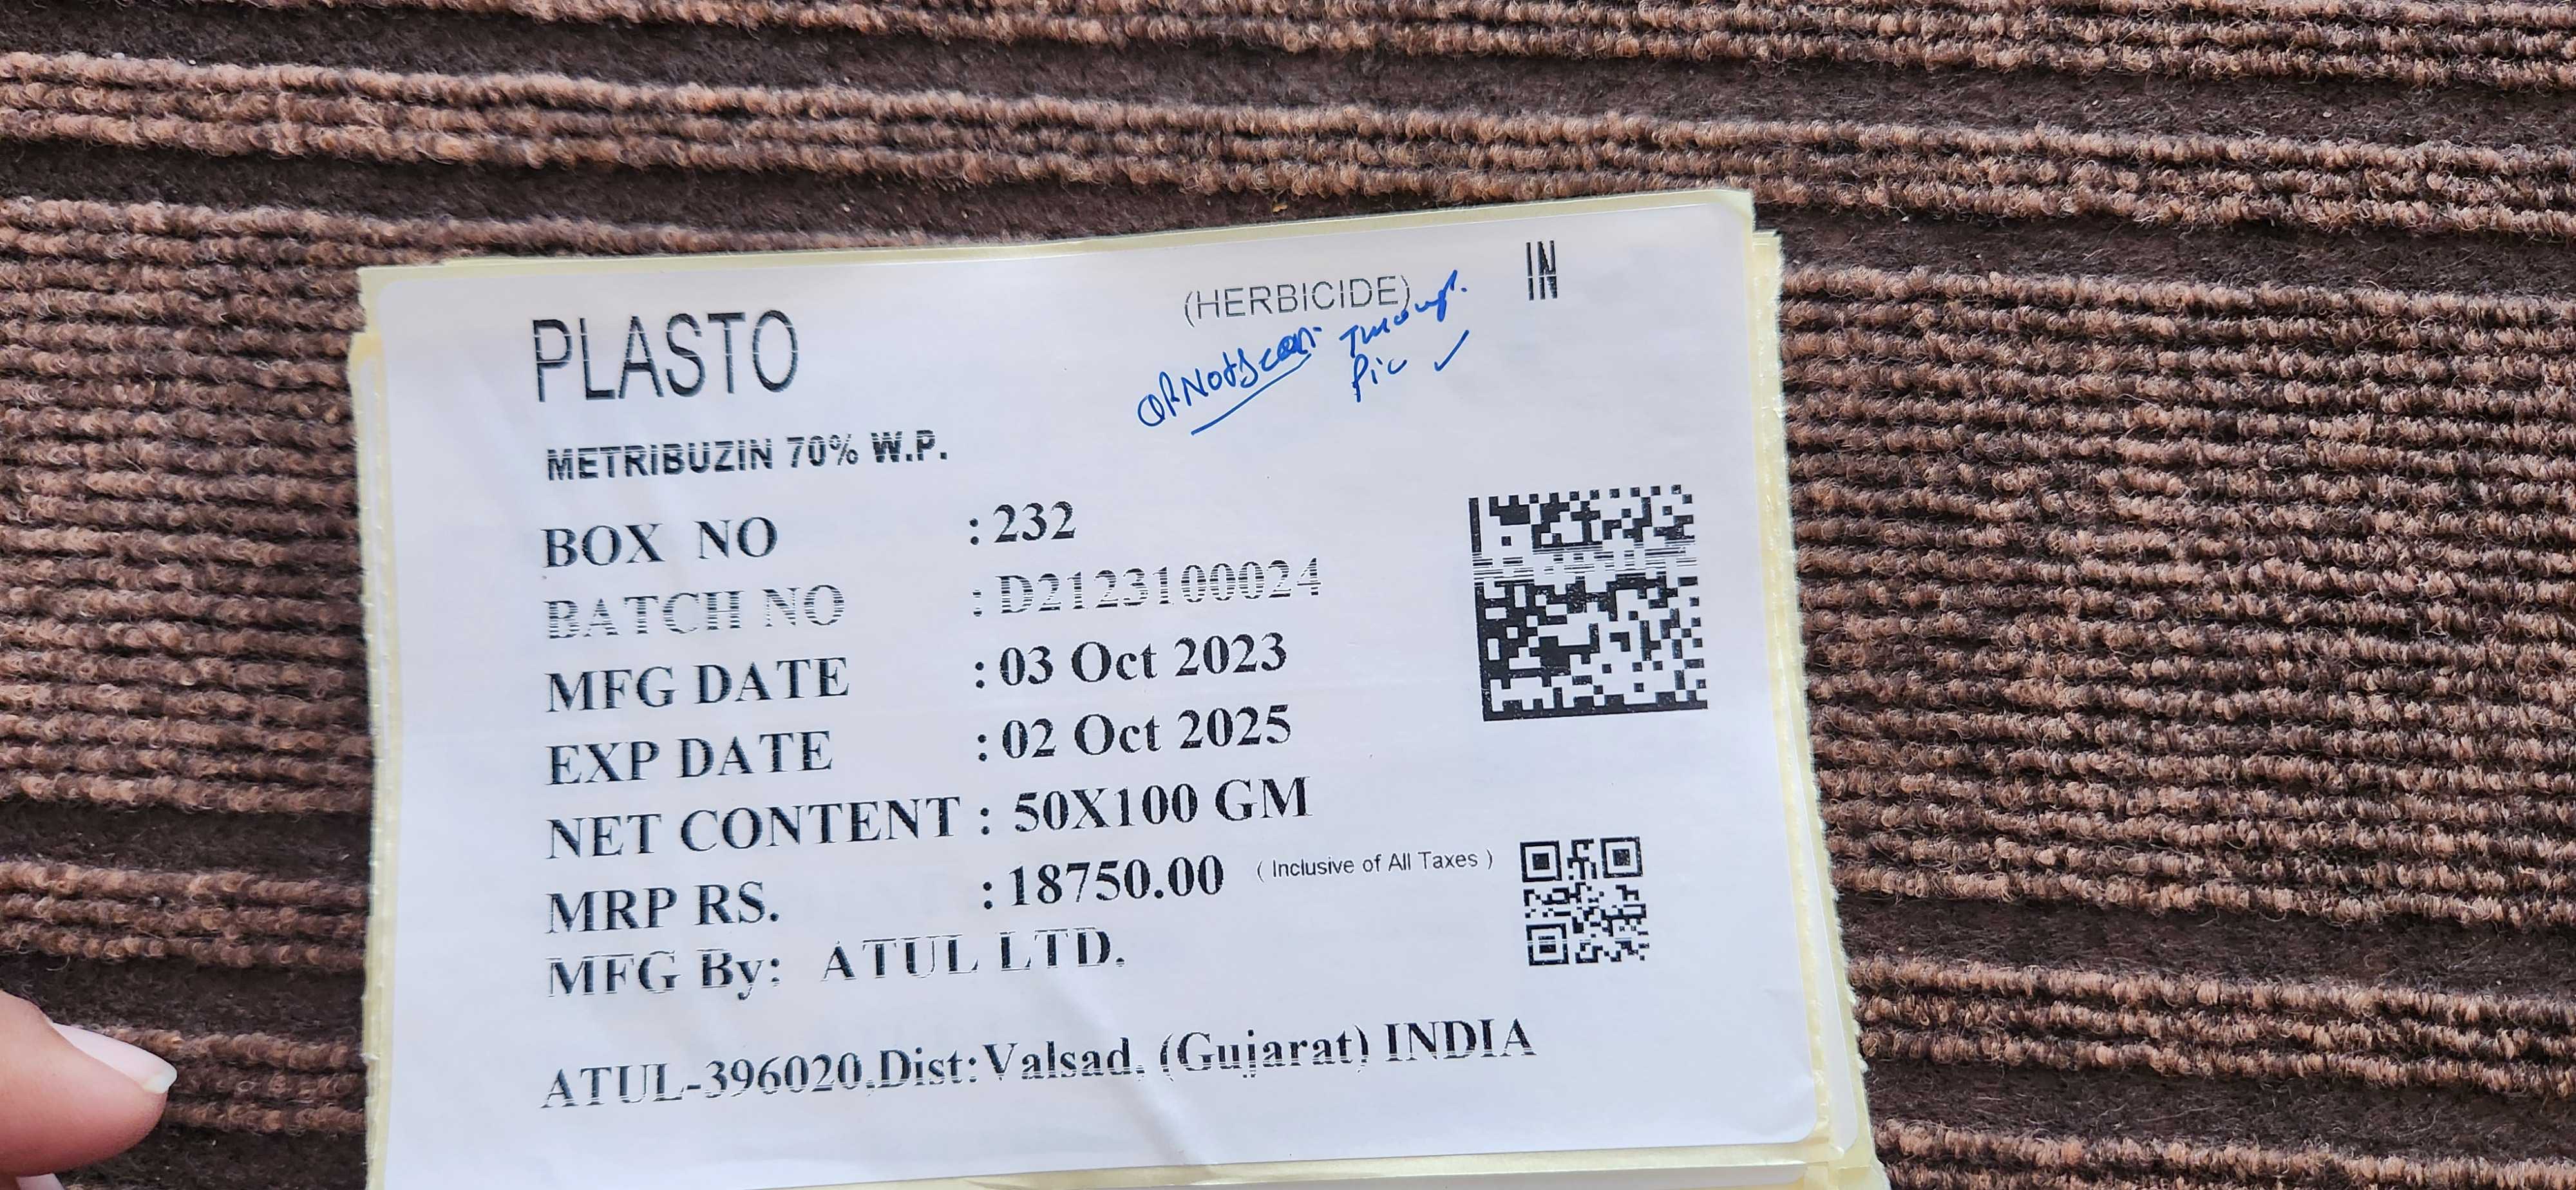 (HERBICIDE)
IN
PLASTO
QR Not Scan Through
Pic ✓
METRIBUZIN 70% W.P.
BOX NO : 232
BATCH NO : D2123100024
MFG DATE : 03 Oct 2023
EXP DATE : 02 Oct 2025
NET CONTENT : 50X100 GM
MRP RS. : 18750.00 ( Inclusive of All Taxes )
MFG By: ATUL LTD.
ATUL-396020,Dist:Valsad, (Gujarat) INDIA